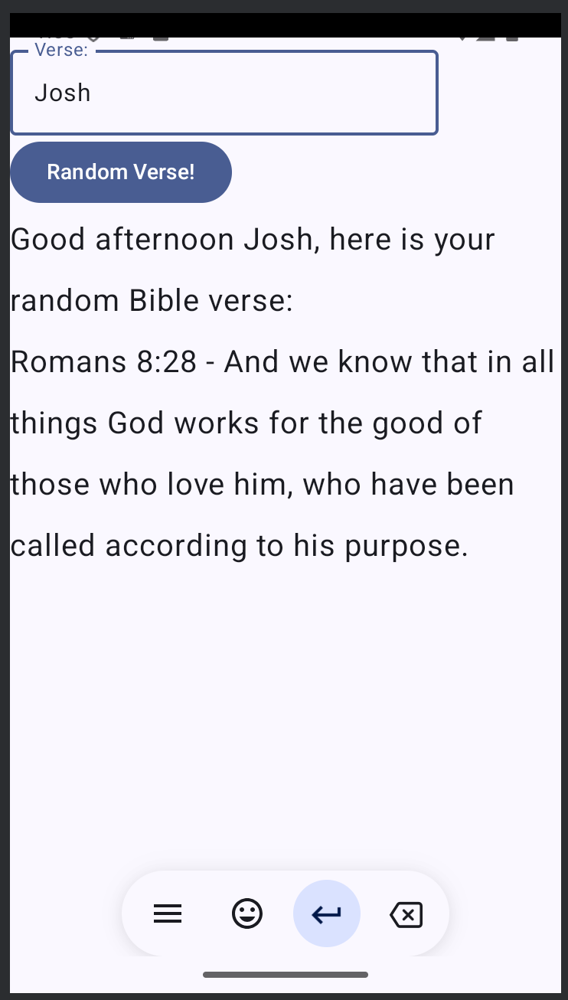 Verse:
Josh
Random Verse!
Good afternoon Josh, here is your
random Bible verse:
Romans 8:28 - And we know that in all
things God works for the good of
those who love him, who have been
called according to his purpose.